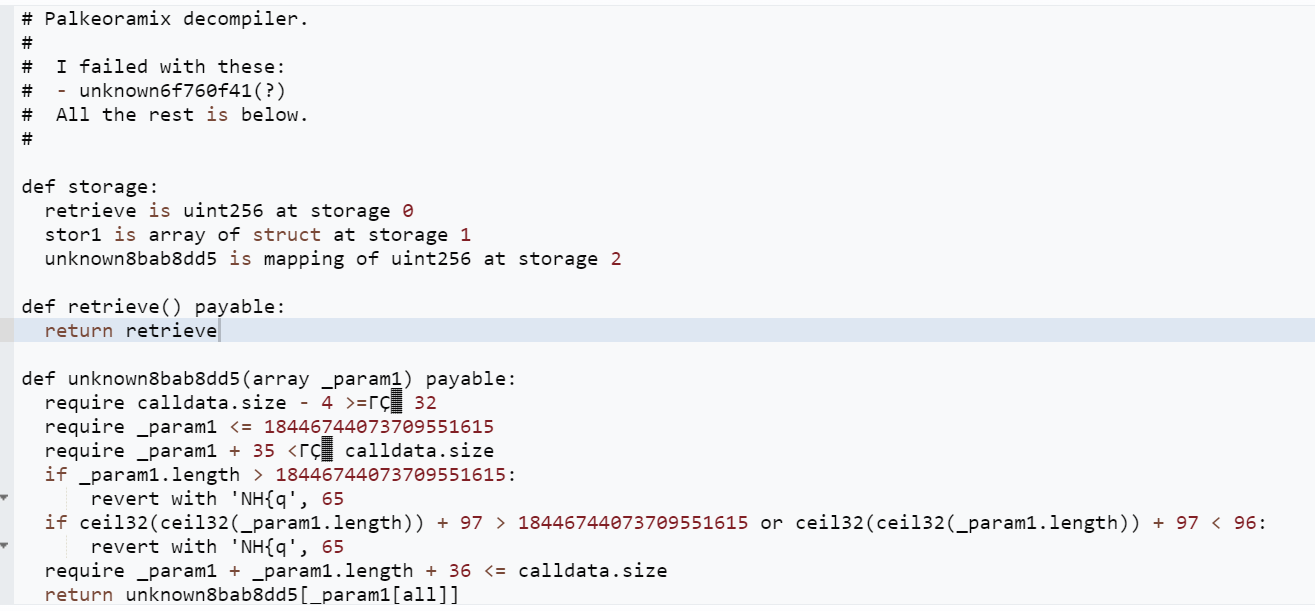 # Palkeoramix decompiler.
#
#  I failed with these:
#  - unknown6f760f41(?)
#  All the rest is below.
#
def storage:
  retrieve is uint256 at storage 0
  stor1 is array of struct at storage 1
  unknown8bab8dd5 is mapping of uint256 at storage 2
def retrieve() payable:
  return retrieve
def unknown8bab8dd5(array _param1) payable:
  require calldata.size - 4 >=ΓÇ▓ 32
  require _param1 <= 18446744073709551615
  require _param1 + 35 <ΓÇ▓ calldata.size
  if _param1.length > 18446744073709551615:
      revert with 'NH{q', 65
  if ceil32(ceil32(_param1.length)) + 97 > 18446744073709551615 or ceil32(ceil32(_param1.length)) + 97 < 96:
      revert with 'NH{q', 65
  require _param1 + _param1.length + 36 <= calldata.size
  return unknown8bab8dd5[_param1[all]]